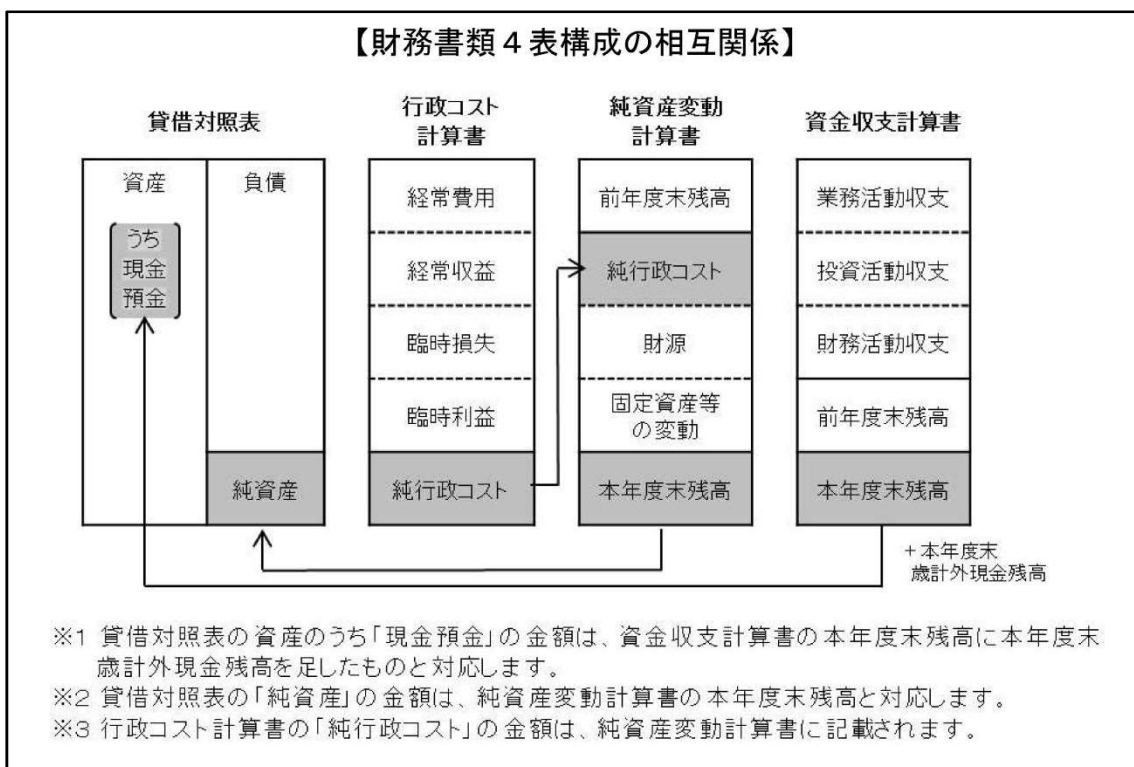 【財務書類４表構成の相互関係】
貸借対照表
資産
負債
うち
現金
預金
純資産
行政コスト
計算書
経常費用
経常収益
臨時損失
臨時利益
純行政コスト
純資産変動
計算書
前年度末残高
純行政コスト
財源
固定資産等
の変動
本年度末残高
資金収支計算書
業務活動収支
投資活動収支
財務活動収支
前年度末残高
本年度末残高
+本年度末
歳計外現金残高
※1 貸借対照表の資産のうち「現金預金」の金額は、資金収支計算書の本年度末残高に本年度末
歳計外現金残高を足したものと対応します。
※2 貸借対照表の「純資産」の金額は、純資産変動計算書の本年度末残高と対応します。
※3 行政コスト計算書の「純行政コスト」の金額は、純資産変動計算書に記載されます。